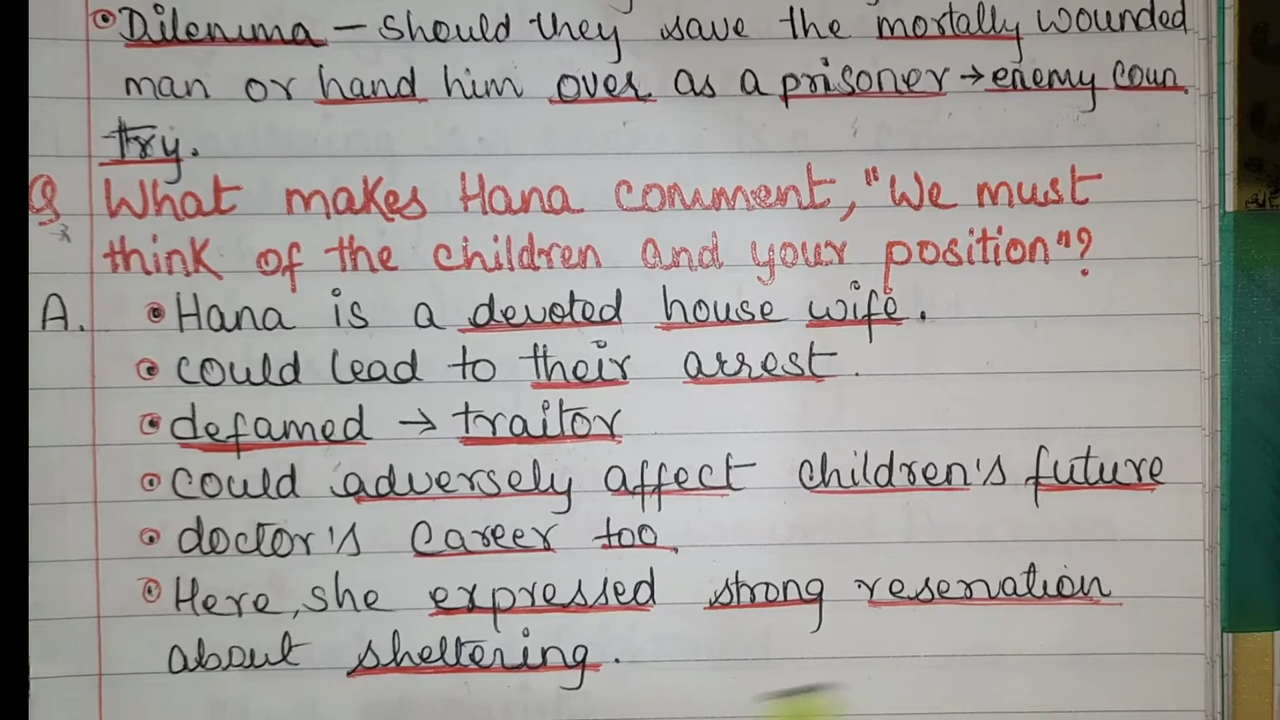 • Dilemma – should they save the mortally wounded
man or hand him over as a prisoner → enemy coun
try.
Q What makes Hana comment, "We must
think of the children and your position"?
A. • Hana is a devoted house wife.
• could lead to their arrest.
• defamed → traitor
• could adversely affect children's future
• doctor's career too.
• Here, she expressed strong resenation
about sheltering.